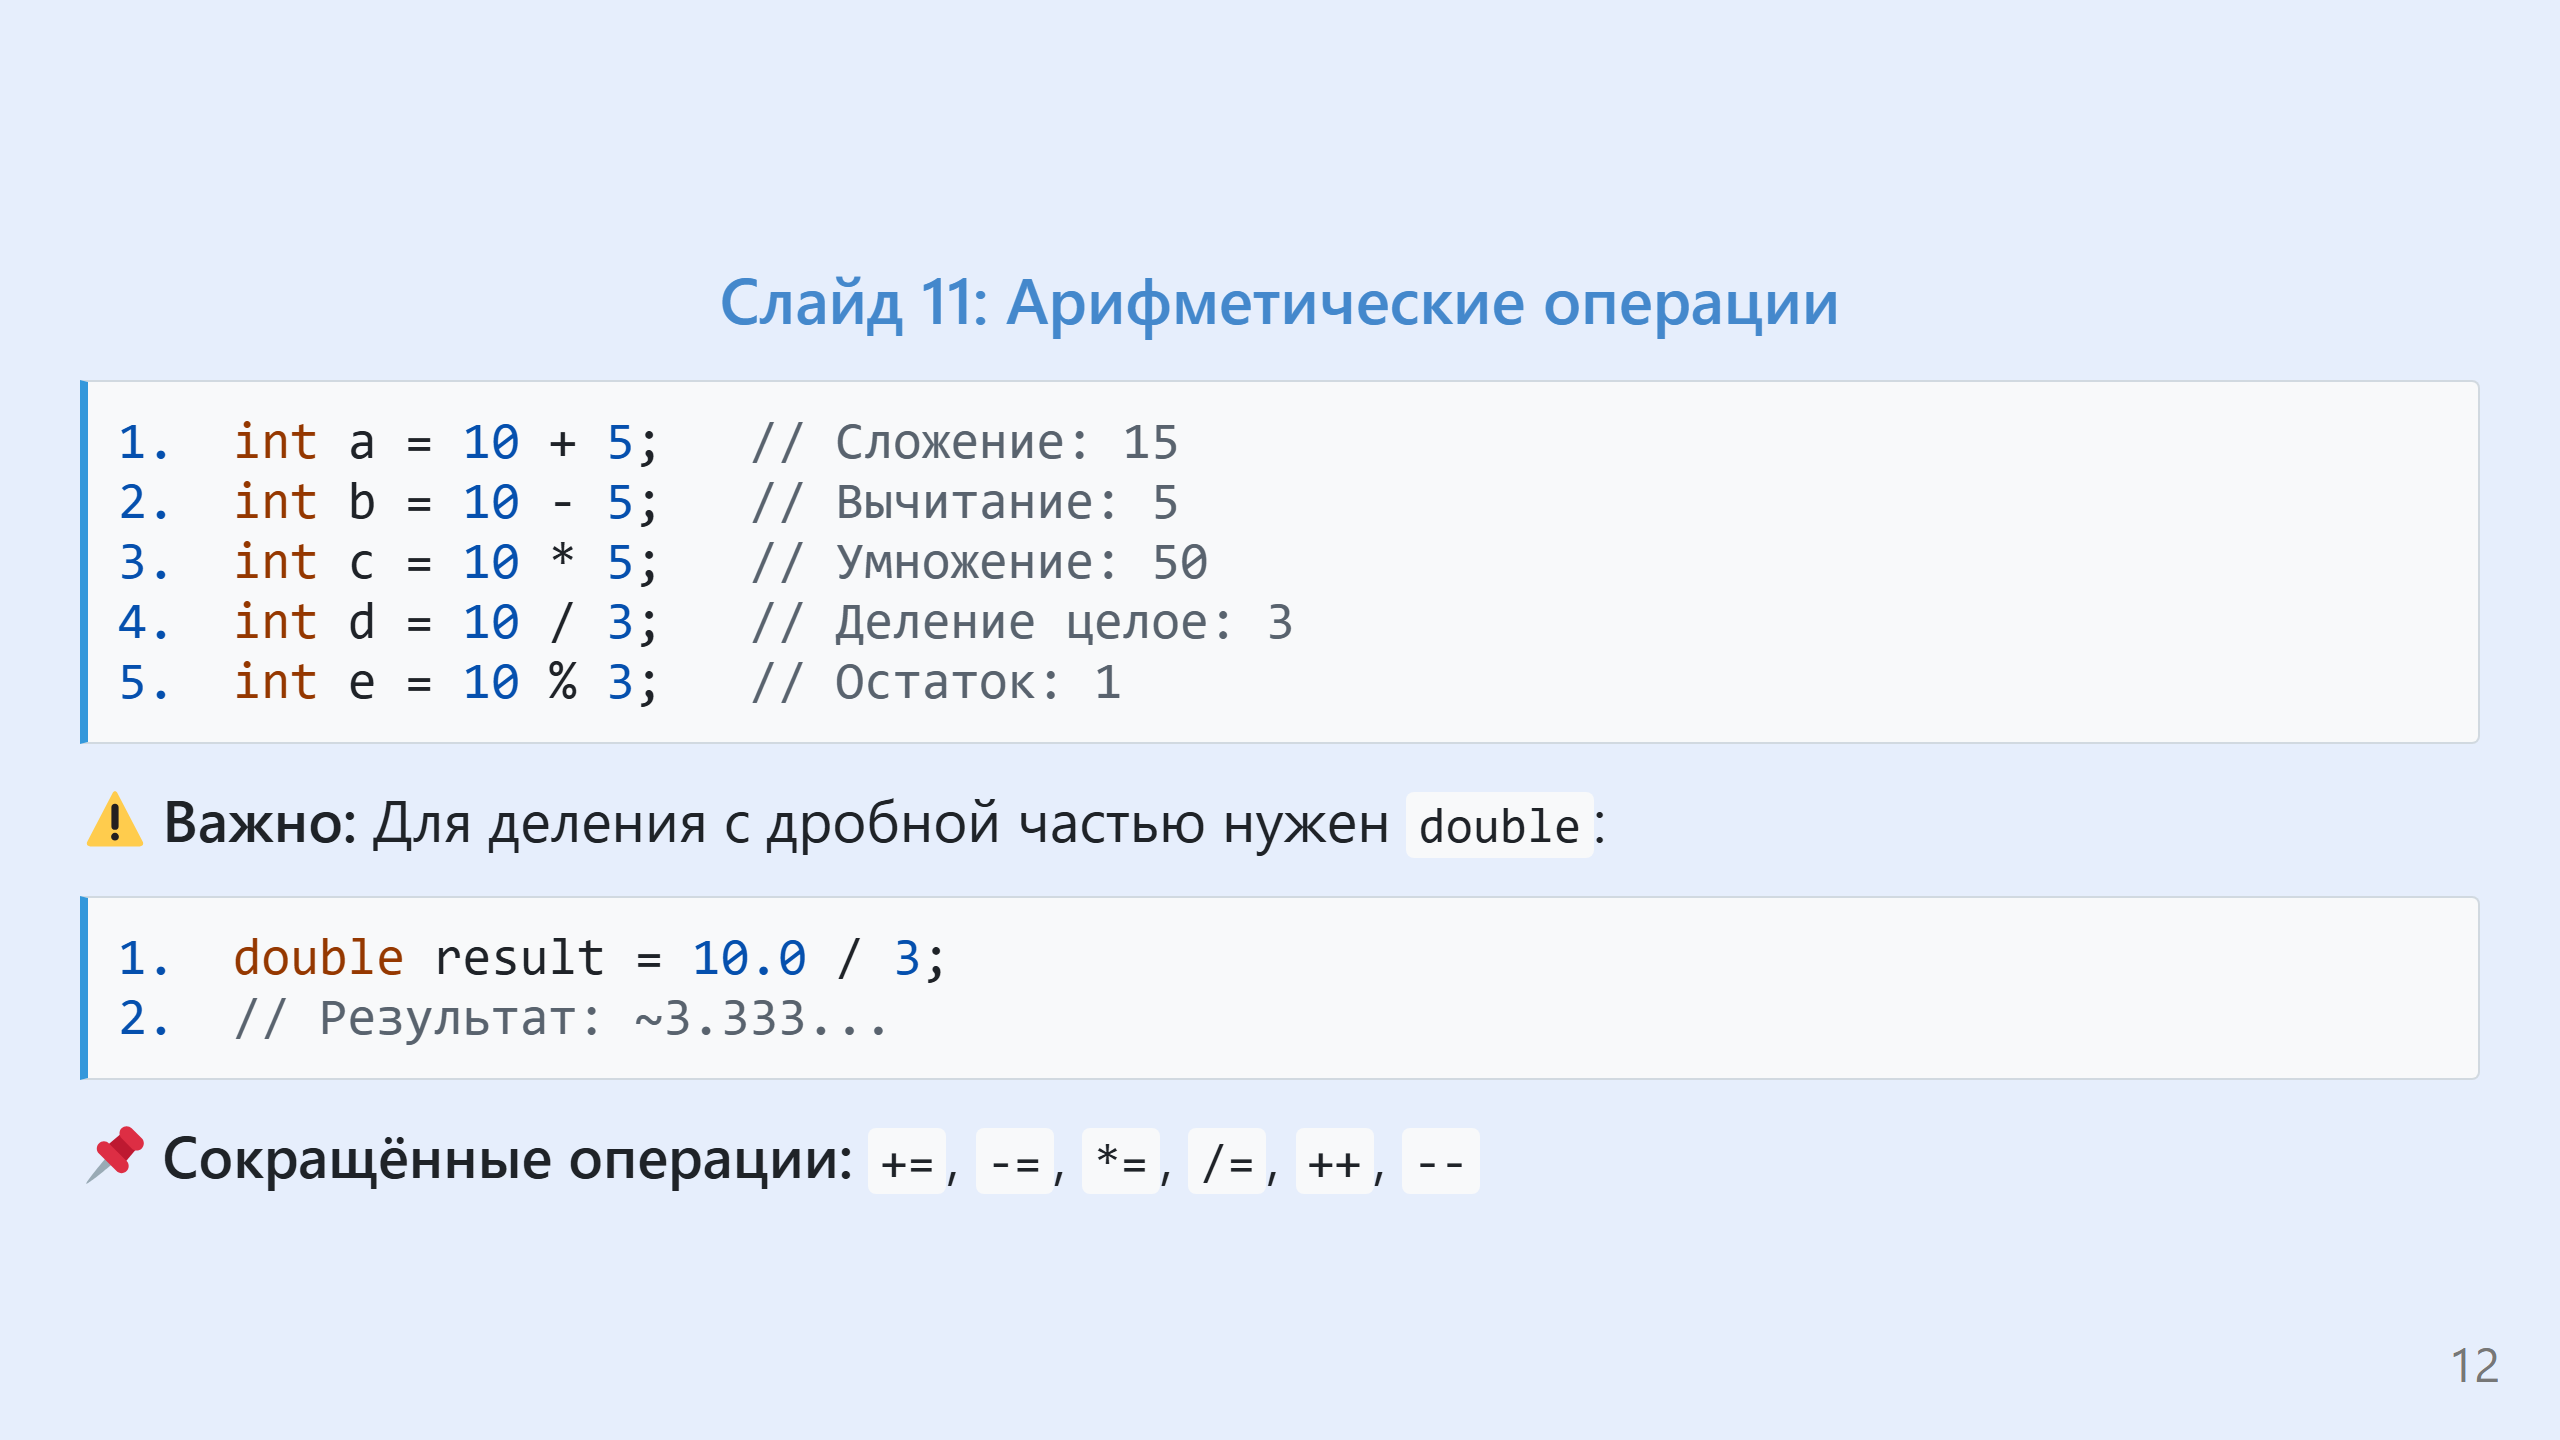 Слайд 11: Арифметические операции
1. int a = 10 + 5; // Сложение: 15
2. int b = 10 - 5; // Вычитание: 5
3. int c = 10 * 5; // Умножение: 50
4. int d = 10 / 3; // Деление целое: 3
5. int e = 10 % 3; // Остаток: 1
⚠️ Важно: Для деления с дробной частью нужен double:
1. double result = 10.0 / 3;
2. // Результат: ~3.333...
📌 Сокращённые операции: +=, -=, *=, /=, ++, --
12